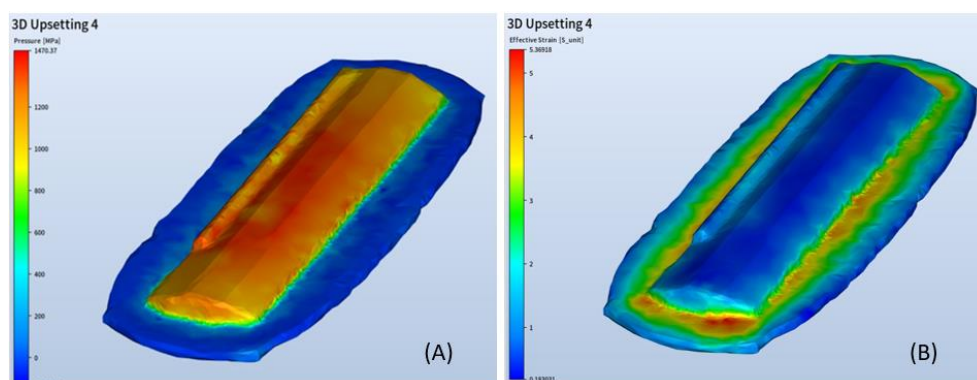 3D Upsetting 4
Pressure [MPa]
1470.37
1200
1000
800
600
400
200
0
(A)
3D Upsetting 4
Effective Strain [S_unit]
5.36918
5
4
3
2
1
(B)